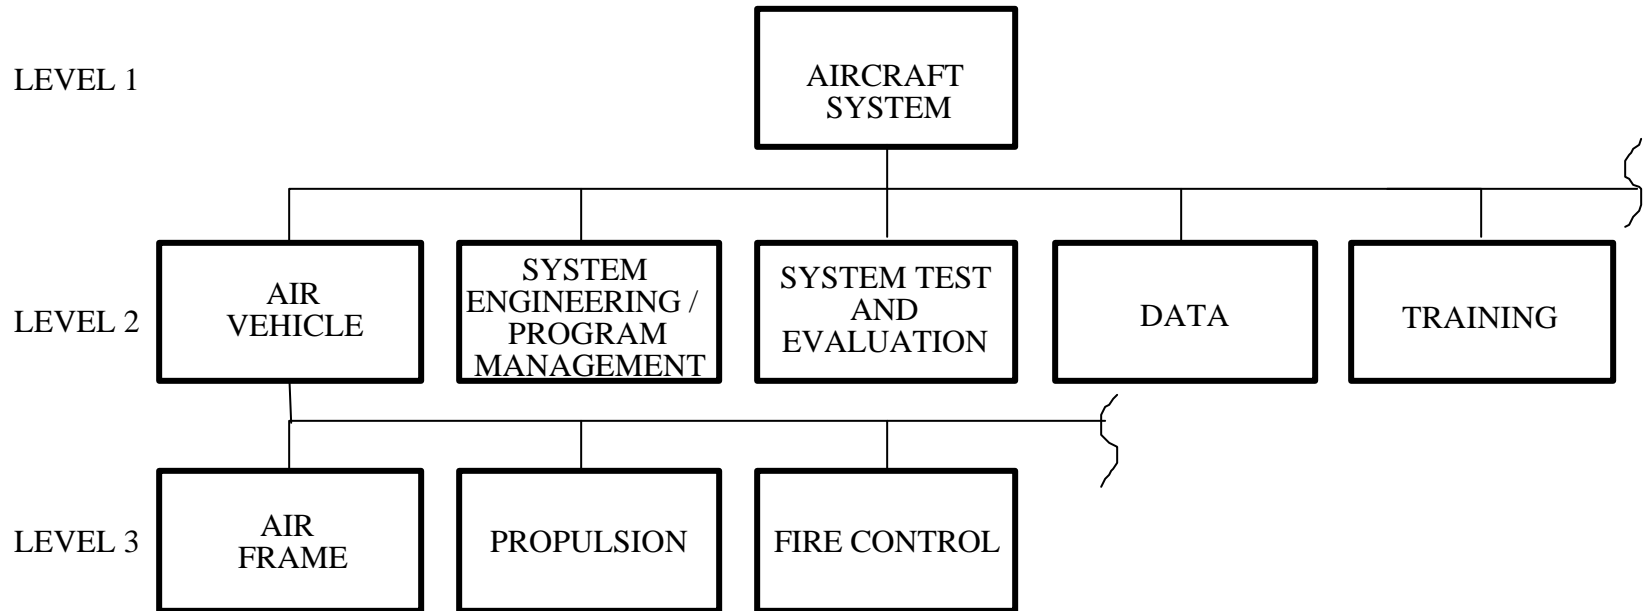 LEVEL 1
AIRCRAFT
SYSTEM
LEVEL 2
AIR
VEHICLE
SYSTEM
ENGINEERING /
PROGRAM
MANAGEMENT
SYSTEM TEST
AND
EVALUATION
DATA
TRAINING
LEVEL 3
AIR
FRAME
PROPULSION
FIRE CONTROL